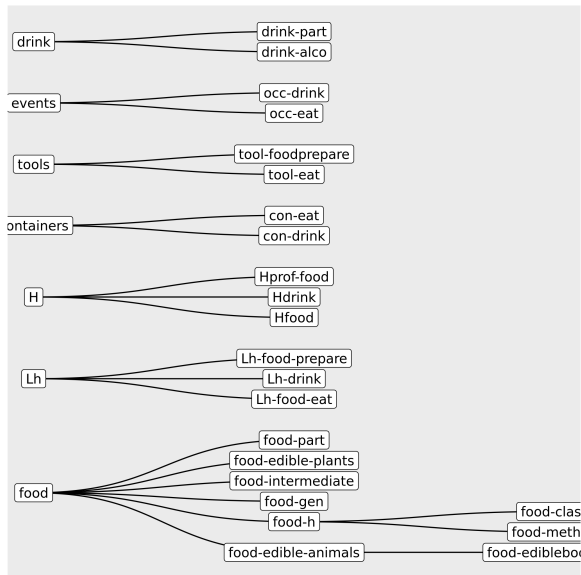 drink
drink-part
drink-alco
events
occ-drink
occ-eat
tools
tool-foodprepare
tool-eat
ontainers
con-eat
con-drink
H
Hprof-food
Hdrink
Hfood
Lh
Lh-food-prepare
Lh-drink
Lh-food-eat
food
food-part
food-edible-plants
food-intermediate
food-gen
food-h
food-clas
food-meth
food-edible-animals
food-edibleboo